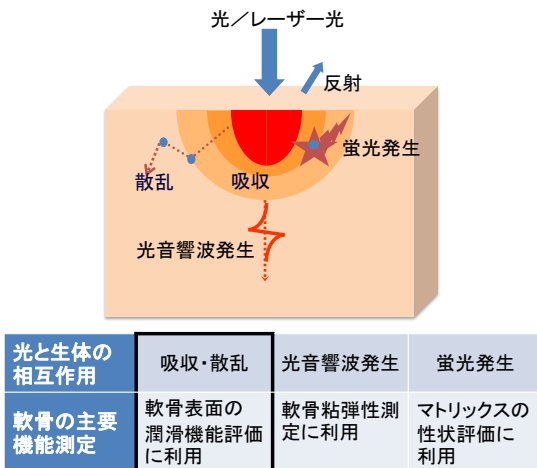 光／レーザー光
反射
蛍光発生
散乱
吸収
光音響波発生
光と生体の
相互作用
吸収・散乱
光音響波発生
蛍光発生
軟骨の主要
機能測定
軟骨表面の
潤滑機能評価
に利用
軟骨粘弾性測
定に利用
マトリックスの
性状評価に
利用